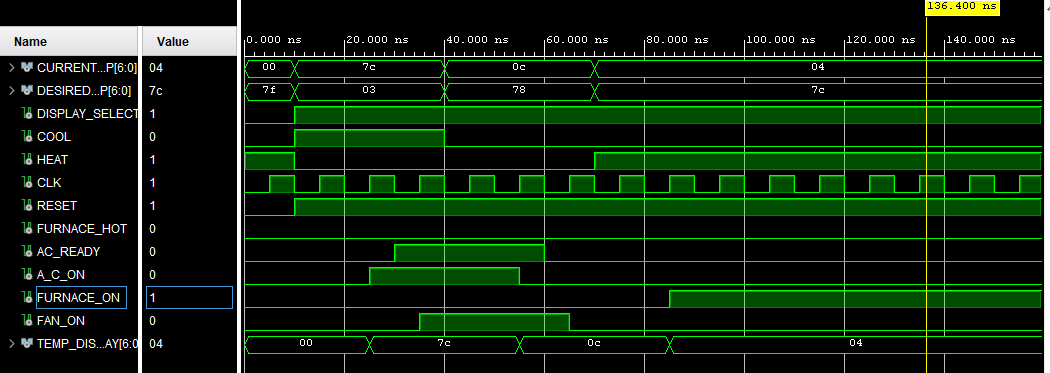 136.400 ns
Name Value 0.000 ns 20.000 ns 40.000 ns 60.000 ns 80.000 ns 100.000 ns 120.000 ns 140.000 ns
CURRENT...P[6:0] 04 00 7c 0c 04
DESIRED...P[6:0] 7c 7f 03 78 7c
DISPLAY_SELECT 1
COOL 0
HEAT 1
CLK 1
RESET 1
FURNACE_HOT 0
AC_READY 0
A_C_ON 0
FURNACE_ON 1
FAN_ON 0
TEMP_DIS...AY[6:0 04 00 7c 0c 04